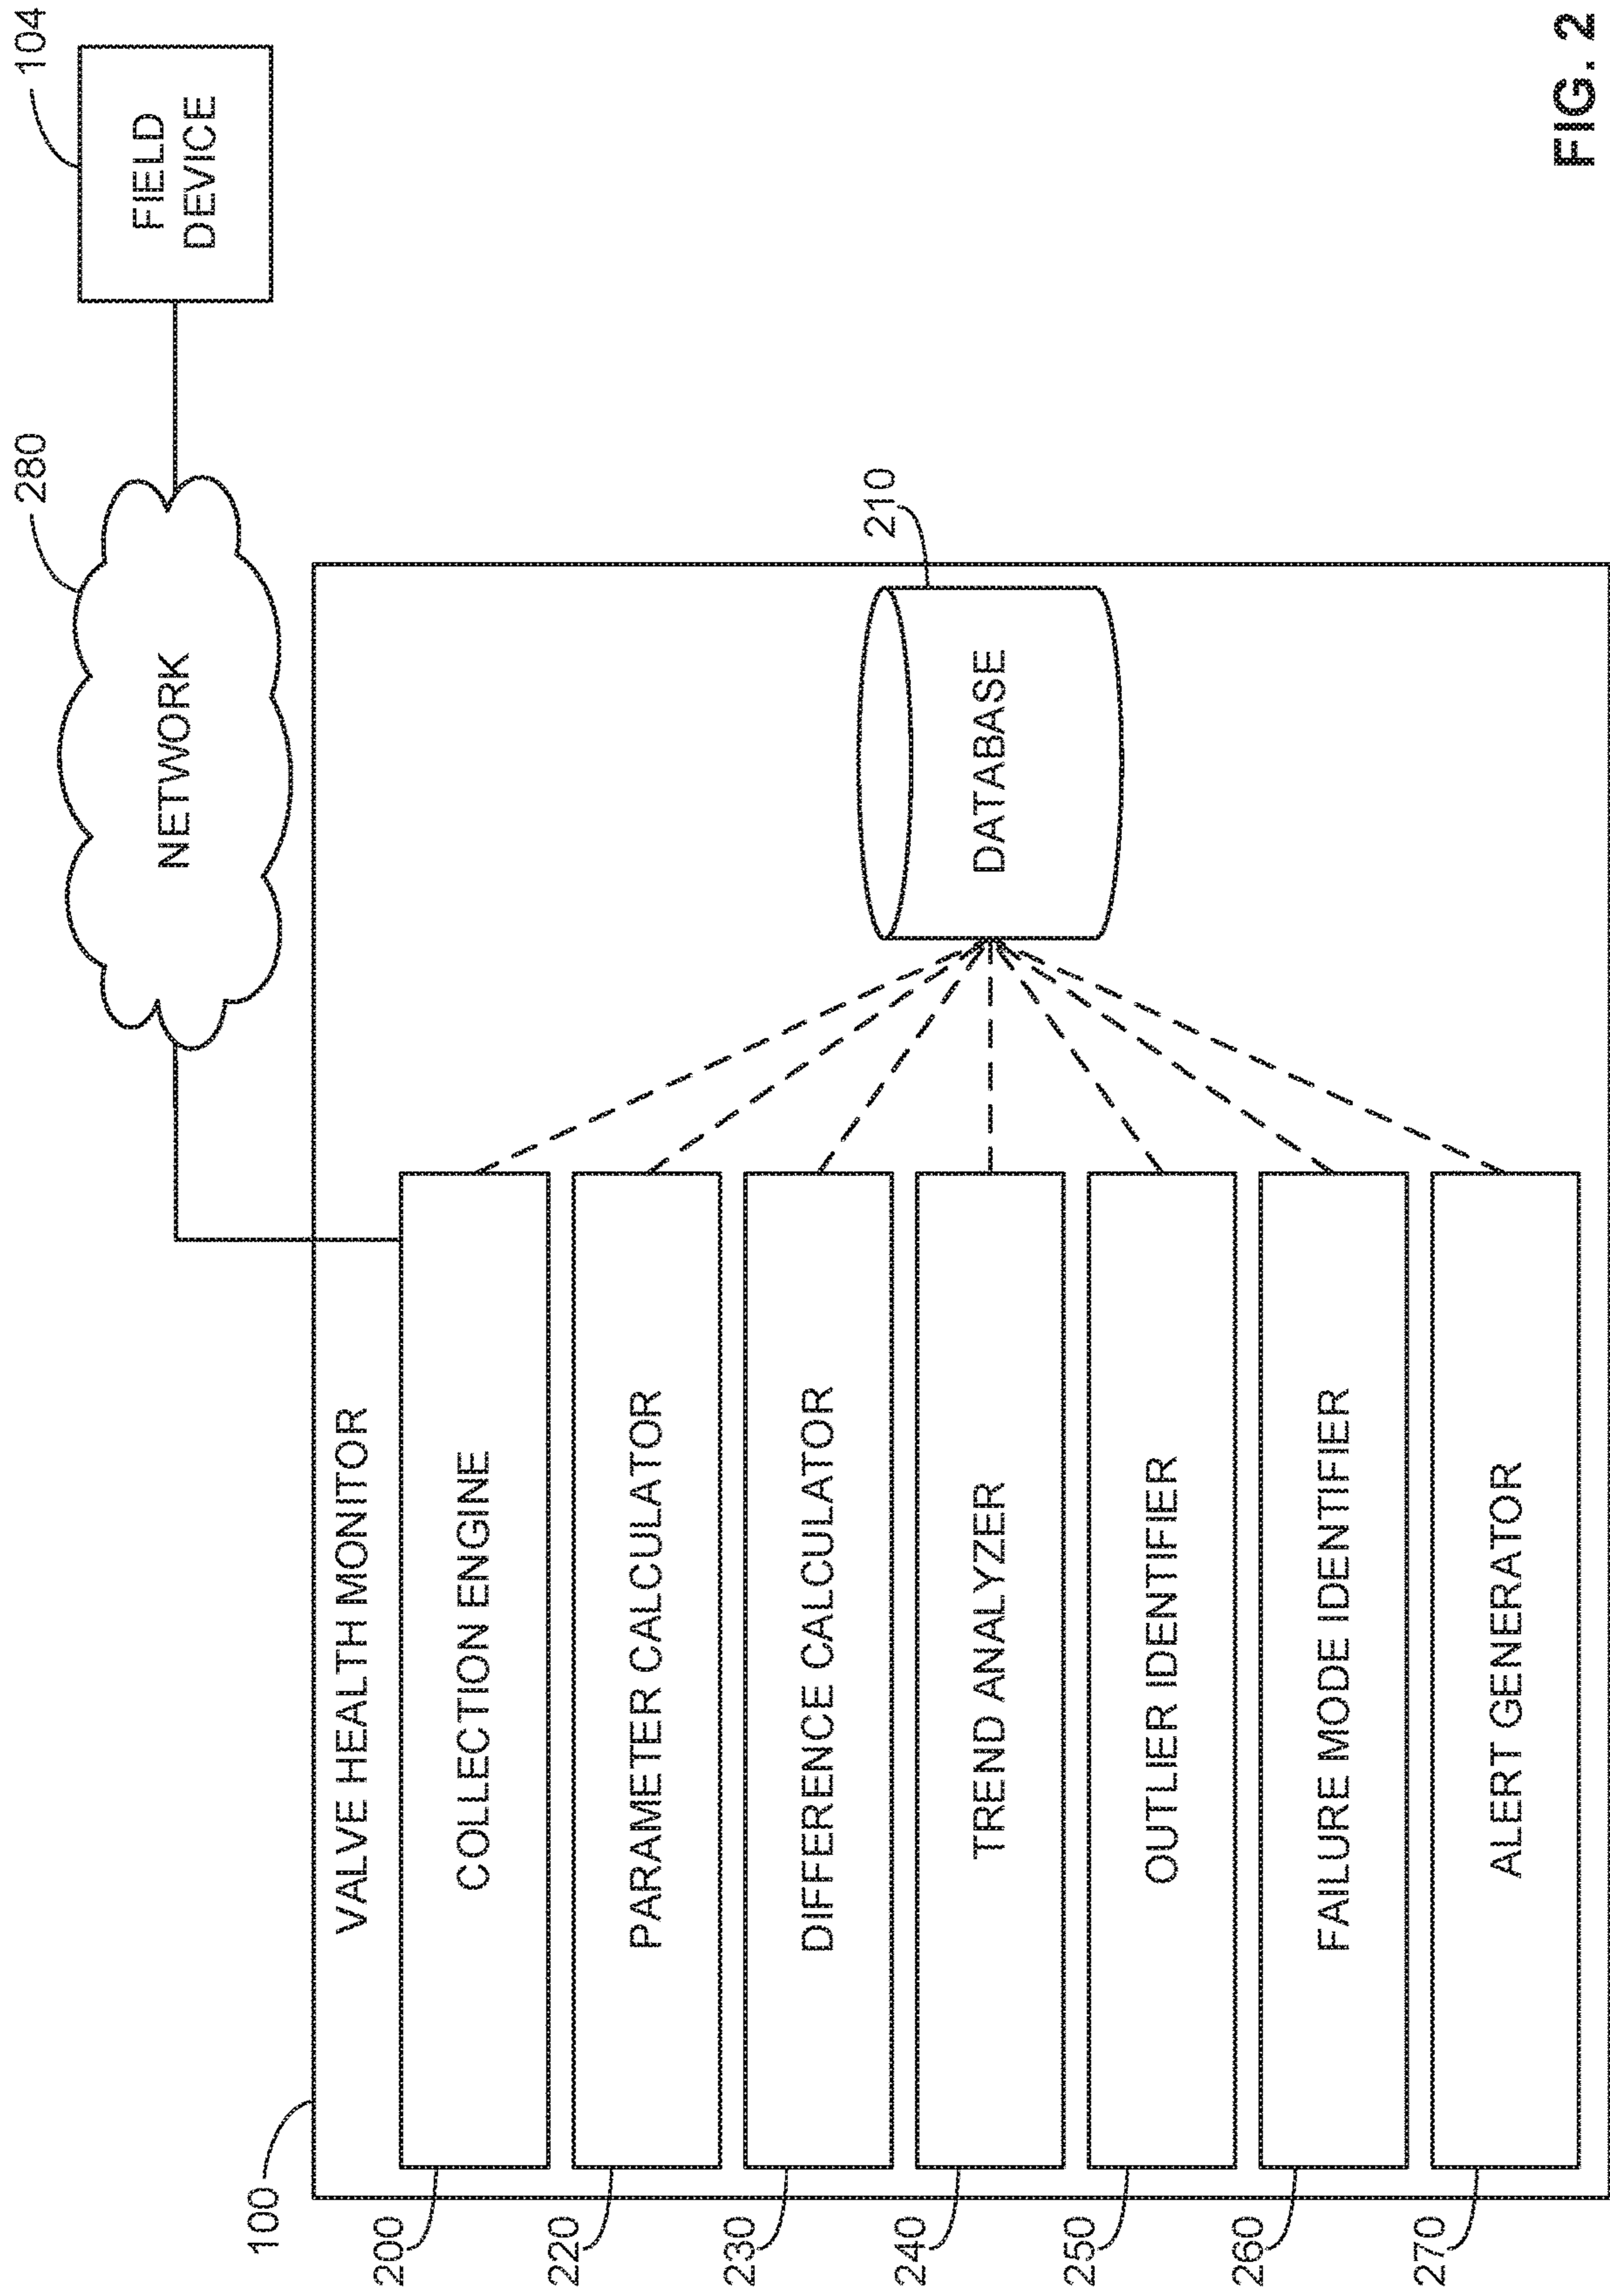 104
FIELD
DEVICE
280
NETWORK
100
VALVE HEALTH MONITOR
200
COLLECTION ENGINE
210
DATABASE
220
PARAMETER CALCULATOR
230
DIFFERENCE CALCULATOR
240
TREND ANALYZER
250
OUTLIER IDENTIFIER
260
FAILURE MODE IDENTIFIER
270
ALERT GENERATOR
FIG. 2